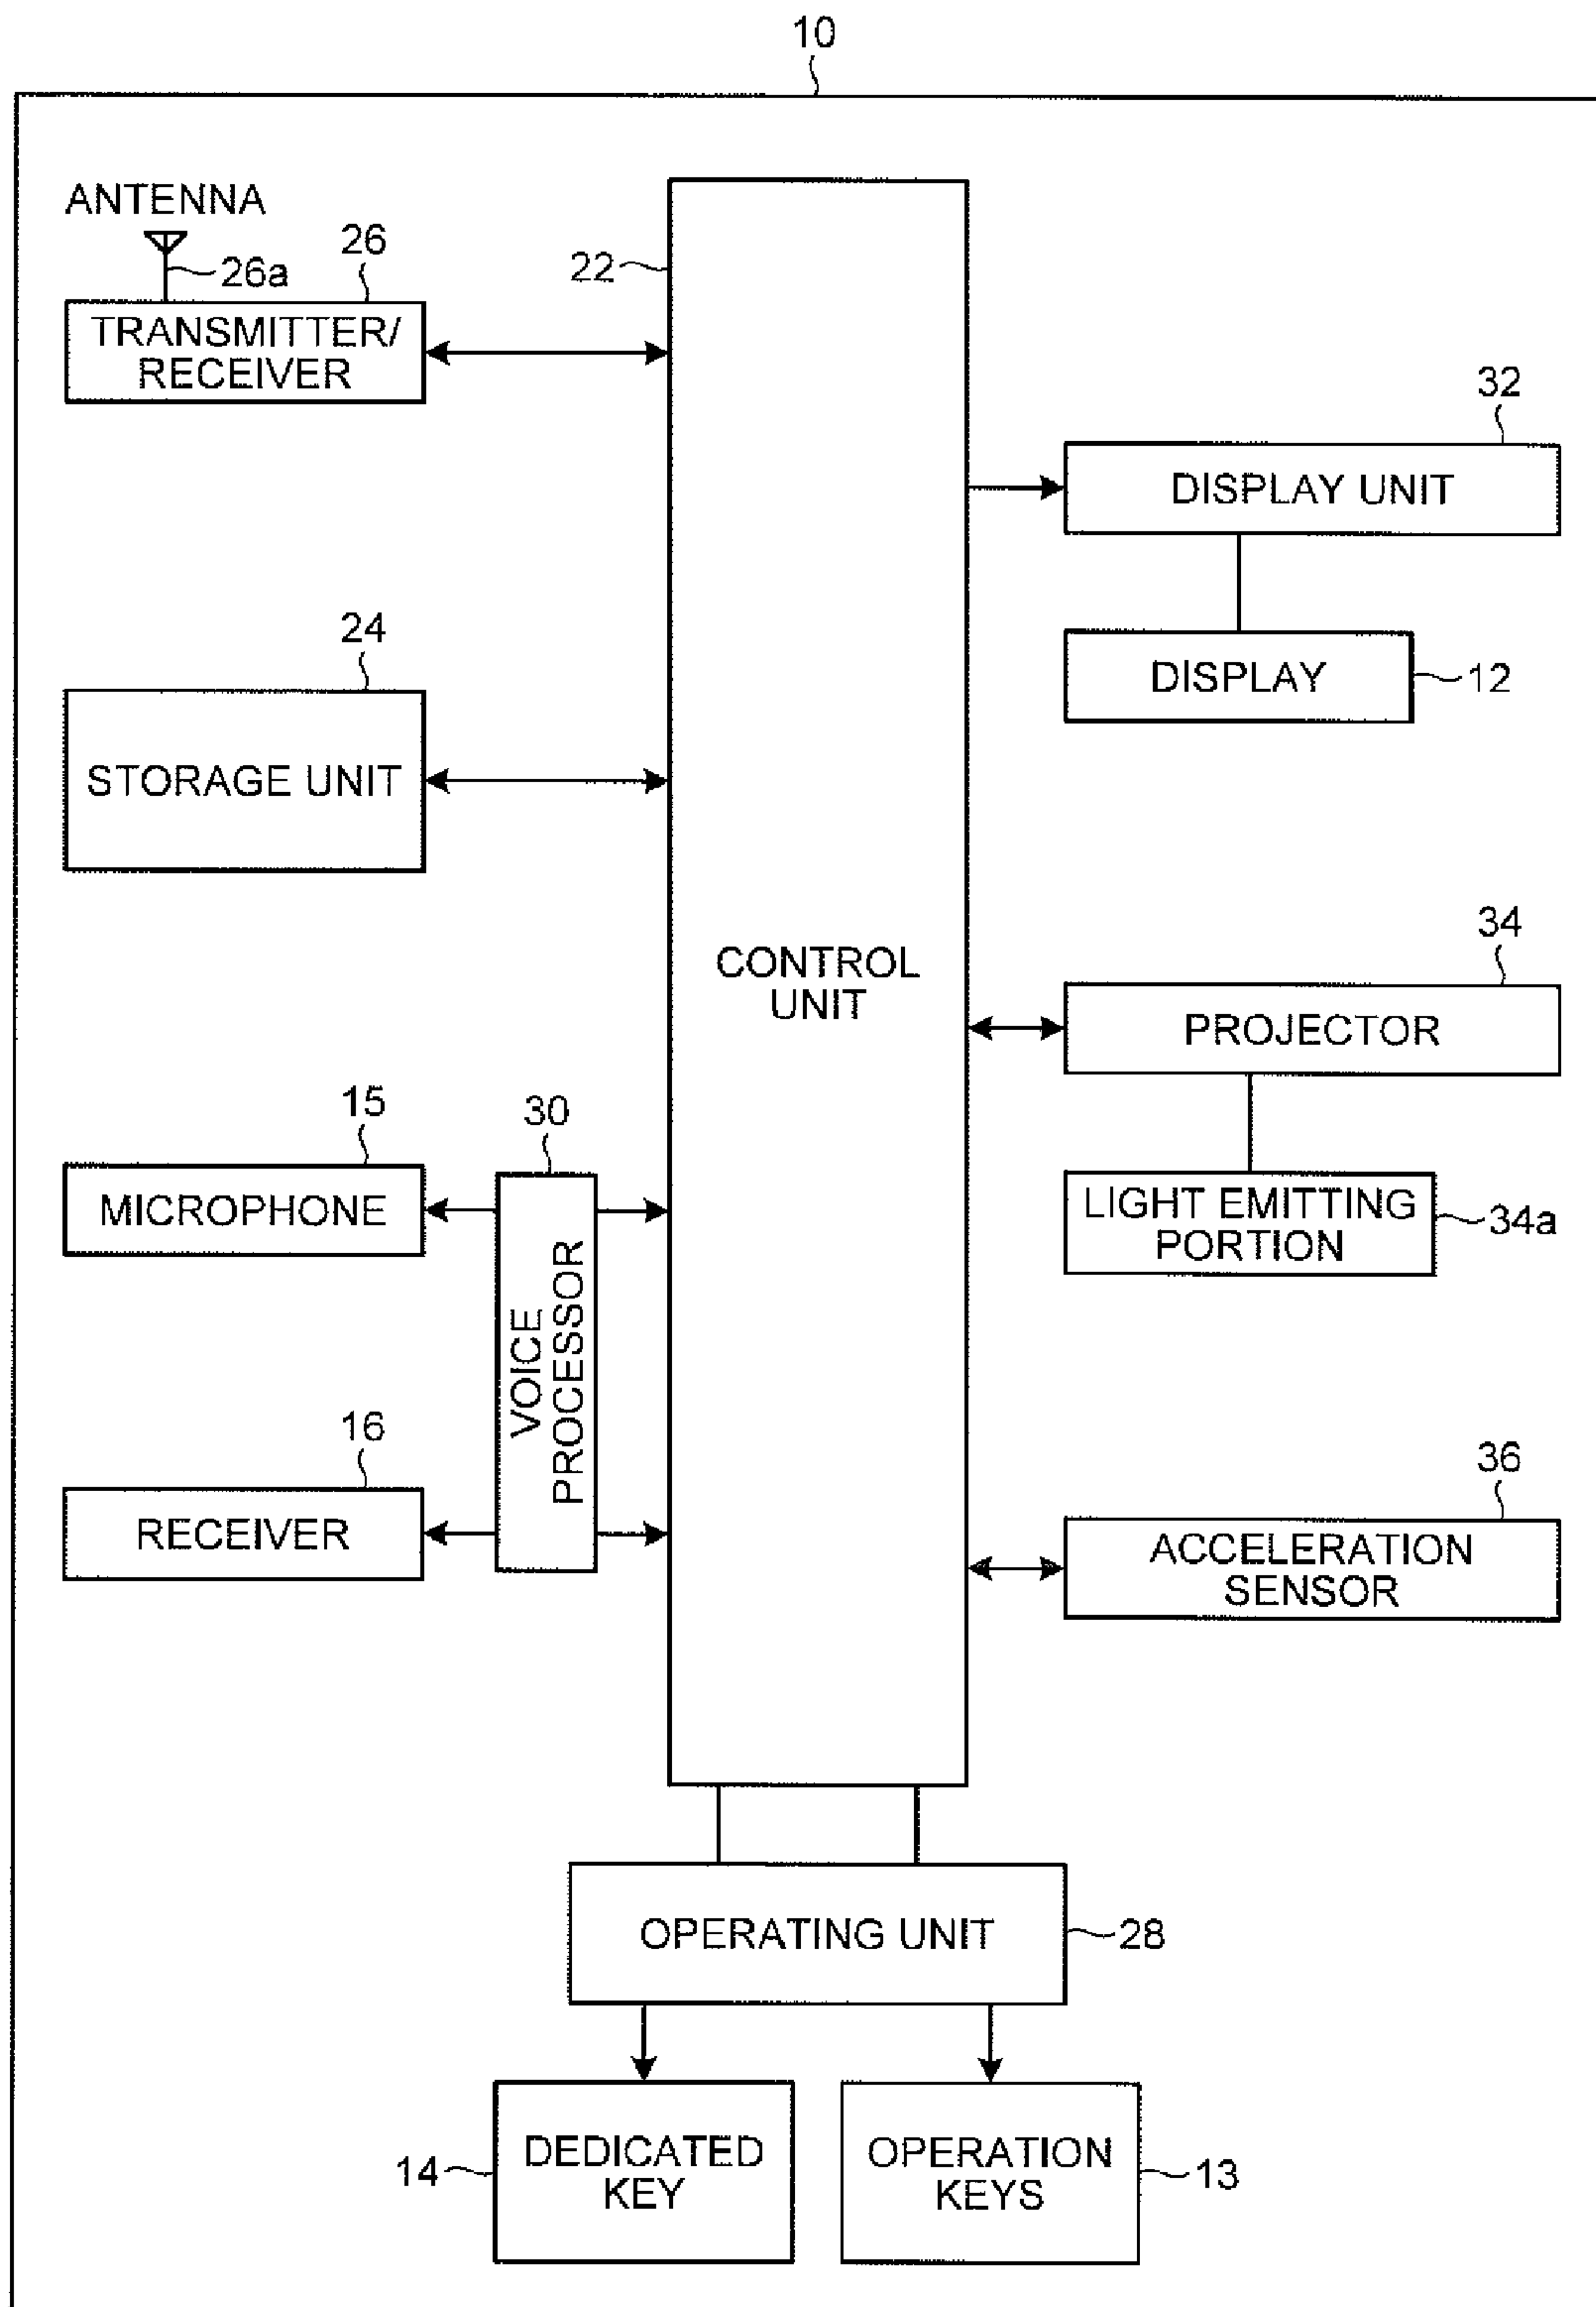 10
ANTENNA
26a
26
TRANSMITTER/
RECEIVER
22
32
DISPLAY UNIT
24
DISPLAY
12
STORAGE UNIT
CONTROL
UNIT
34
PROJECTOR
15
30
MICROPHONE
LIGHT EMITTING
PORTION
34a
VOICE
PROCESSOR
16
RECEIVER
36
ACCELERATION
SENSOR
OPERATING UNIT
28
14
DEDICATED
KEY
OPERATION
KEYS
13